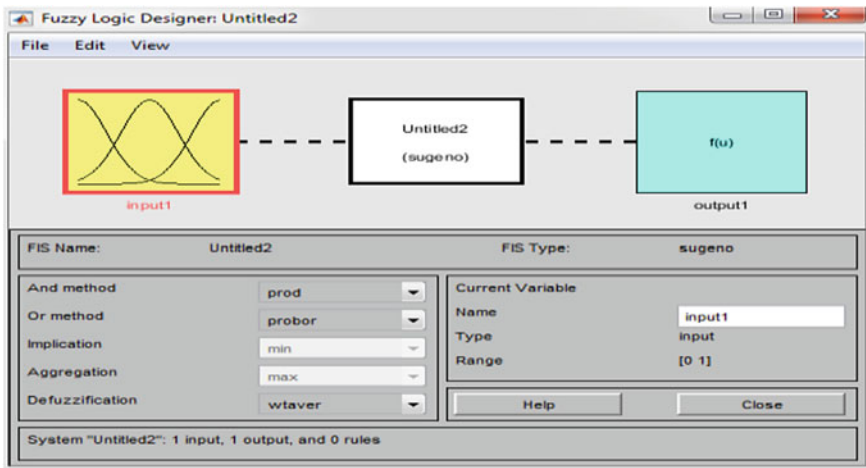 Fuzzy Logic Designer: Untitled2
File Edit View
Untitled2
(sugeno)
f(u)
input1
output1
FIS Name: Untitled2 FIS Type: sugeno
And method prod
Or method probor
Implication min
Aggregation max
Defuzzification wtaver
Current Variable
Name input1
Type input
Range [0 1]
Help Close
System "Untitled2": 1 input, 1 output, and 0 rules